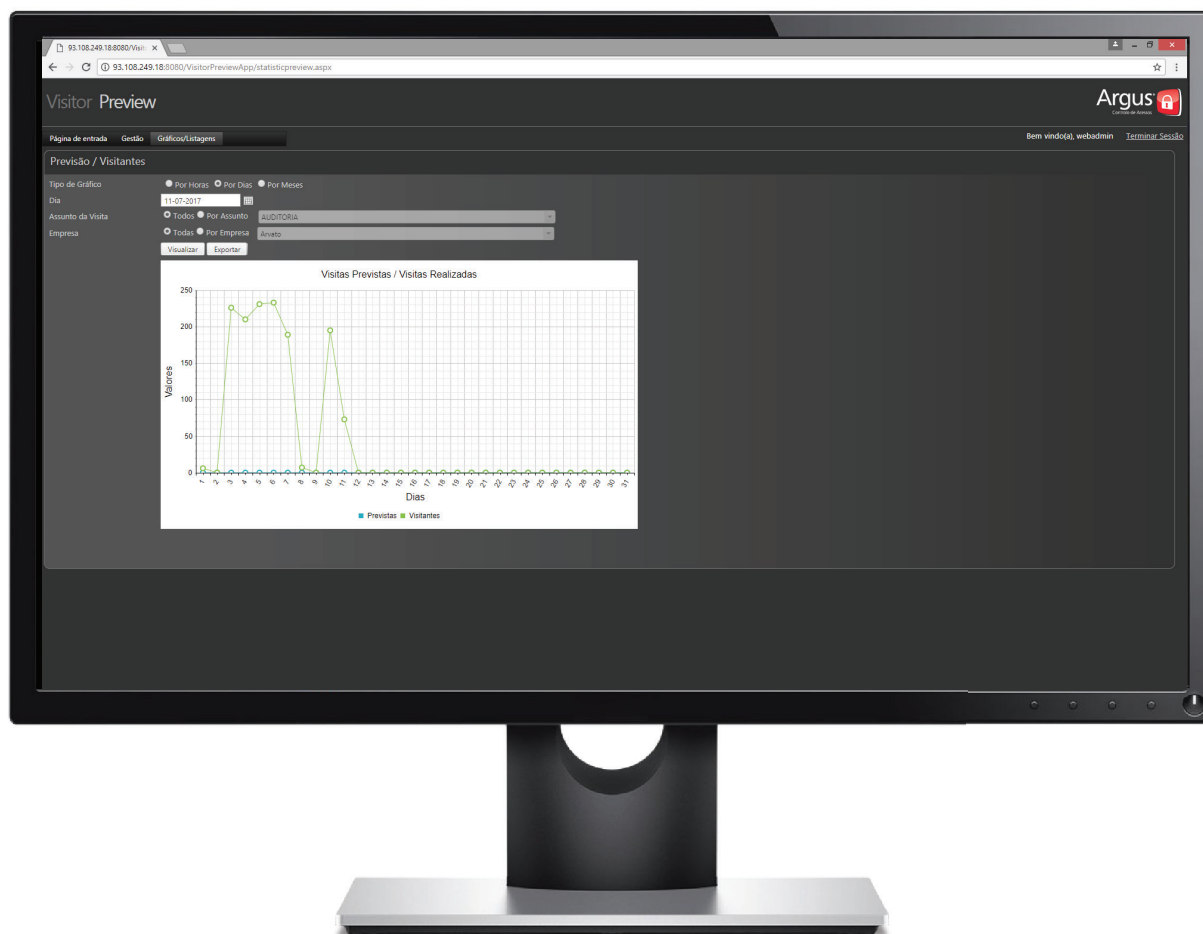 93.108.249.18:8080/Visit
93.108.249.18:8080/VisitorPreviewApp/statisticpreview.aspx
Visitor Preview
Argus
Controlo de Acessos
Página de entrada Gestão Gráficos/Listagens
Bem vindo(a), webadmin Terminar Sessão
Previsão / Visitantes
Tipo de Gráfico Por Horas Por Dias Por Meses
Dia 11-07-2017
Assunto da Visita Todos Por Assunto AUDITORIA
Empresa Todas Por Empresa Arvato
Visualizar Exportar
Visitas Previstas / Visitas Realizadas
Valores
250
200
150
100
50
0
1 2 3 4 5 6 7 8 9 10 11 12 13 14 15 16 17 18 19 20 21 22 23 24 25 26 27 28 29 30 31
Dias
Previstas Visitantes